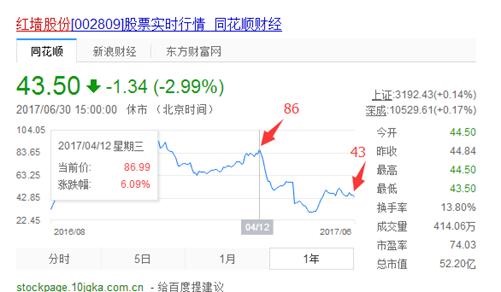 红墙股份[002809]股票实时行情_同花顺财经
同花顺 新浪财经 东方财富网
43.50 -1.34 (-2.99%)
2017/06/30 15:00:00 休市 (北京时间)
上证:3192.43(+0.14%)
深成:10529.61(+0.17%)
86
43
104.05
83.65
63.25
42.85
22.45
2017/04/12 星期三
当前价: 86.99
涨跌幅: 6.09%
2016/08 04/12 2017/06
分时 5日 1月 1年
今开 44.50
昨收 44.84
最高 44.50
最低 43.50
换手率 13.80%
成交量 414.06万
市盈率 74.03
总市值 52.20亿
stockpage.10jqka.com.cn - 给百度提建议